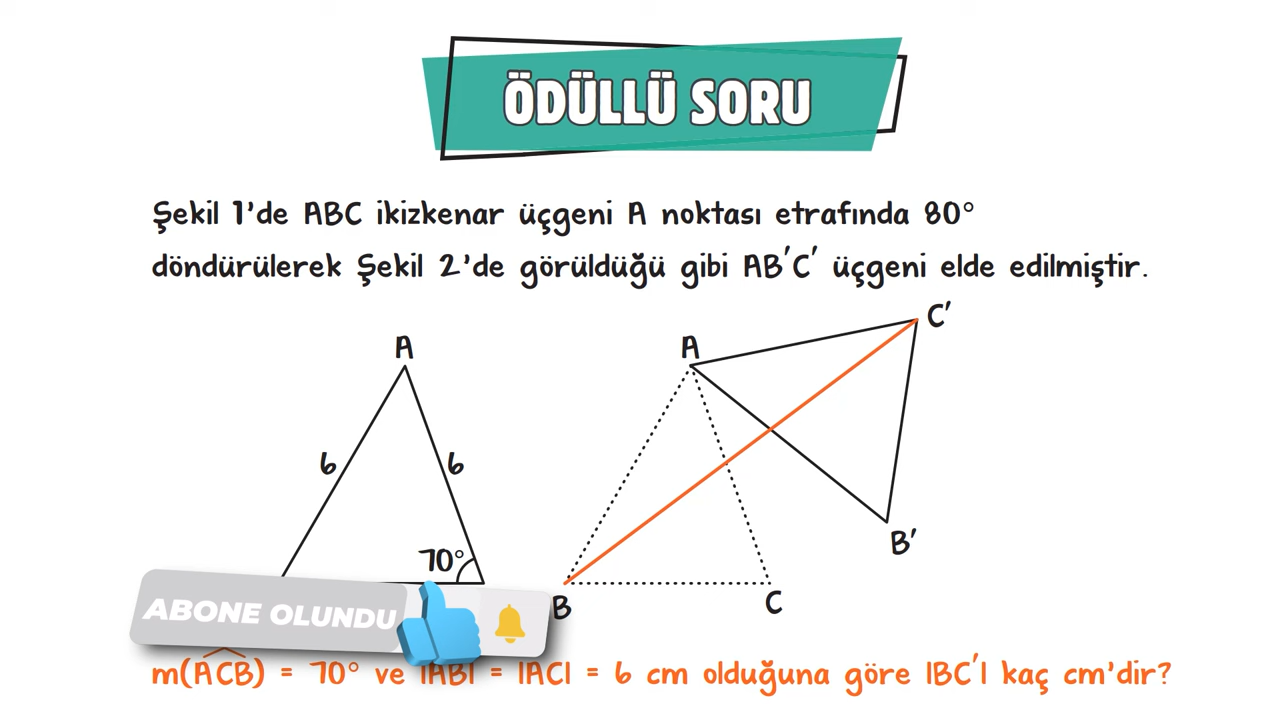 ÖDÜLLÜ SORU
Şekil 1'de ABC ikizkenar üçgeni A noktası etrafında 80°
döndürülerek Şekil 2'de görüldüğü gibi AB'C' üçgeni elde edilmiştir.
A
6
6
70°
A
C'
B'
B
C
ABONE OLUNDU
m(ACB) = 70° ve |AB| = |AC| = 6 cm olduğuna göre |BC'| kaç cm'dir?